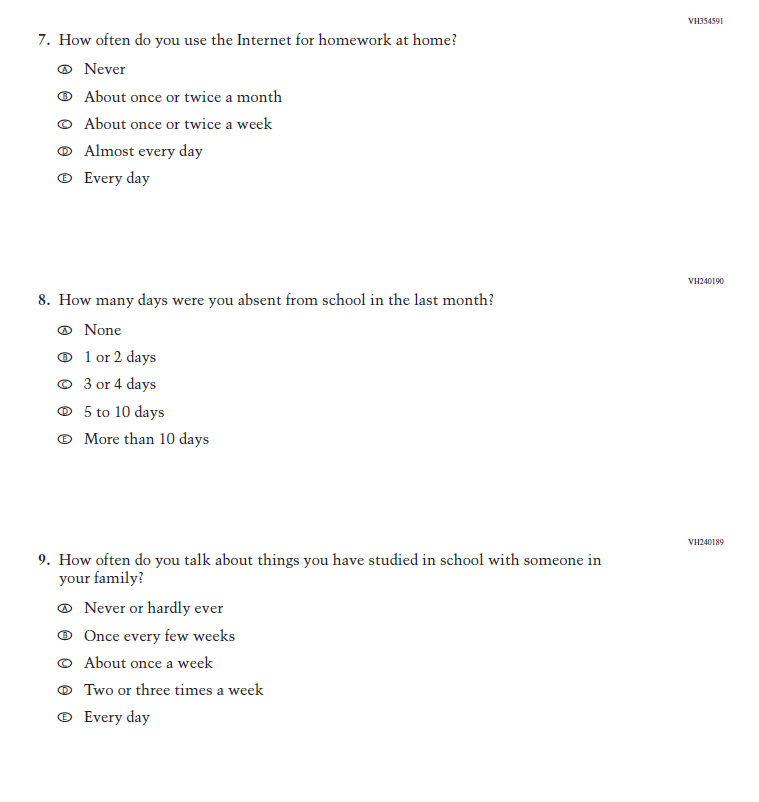 VH354591
7. How often do you use the Internet for homework at home?
A Never
B About once or twice a month
C About once or twice a week
D Almost every day
E Every day
VH240190
8. How many days were you absent from school in the last month?
A None
B 1 or 2 days
C 3 or 4 days
D 5 to 10 days
E More than 10 days
VH240189
9. How often do you talk about things you have studied in school with someone in
your family?
A Never or hardly ever
B Once every few weeks
C About once a week
D Two or three times a week
E Every day